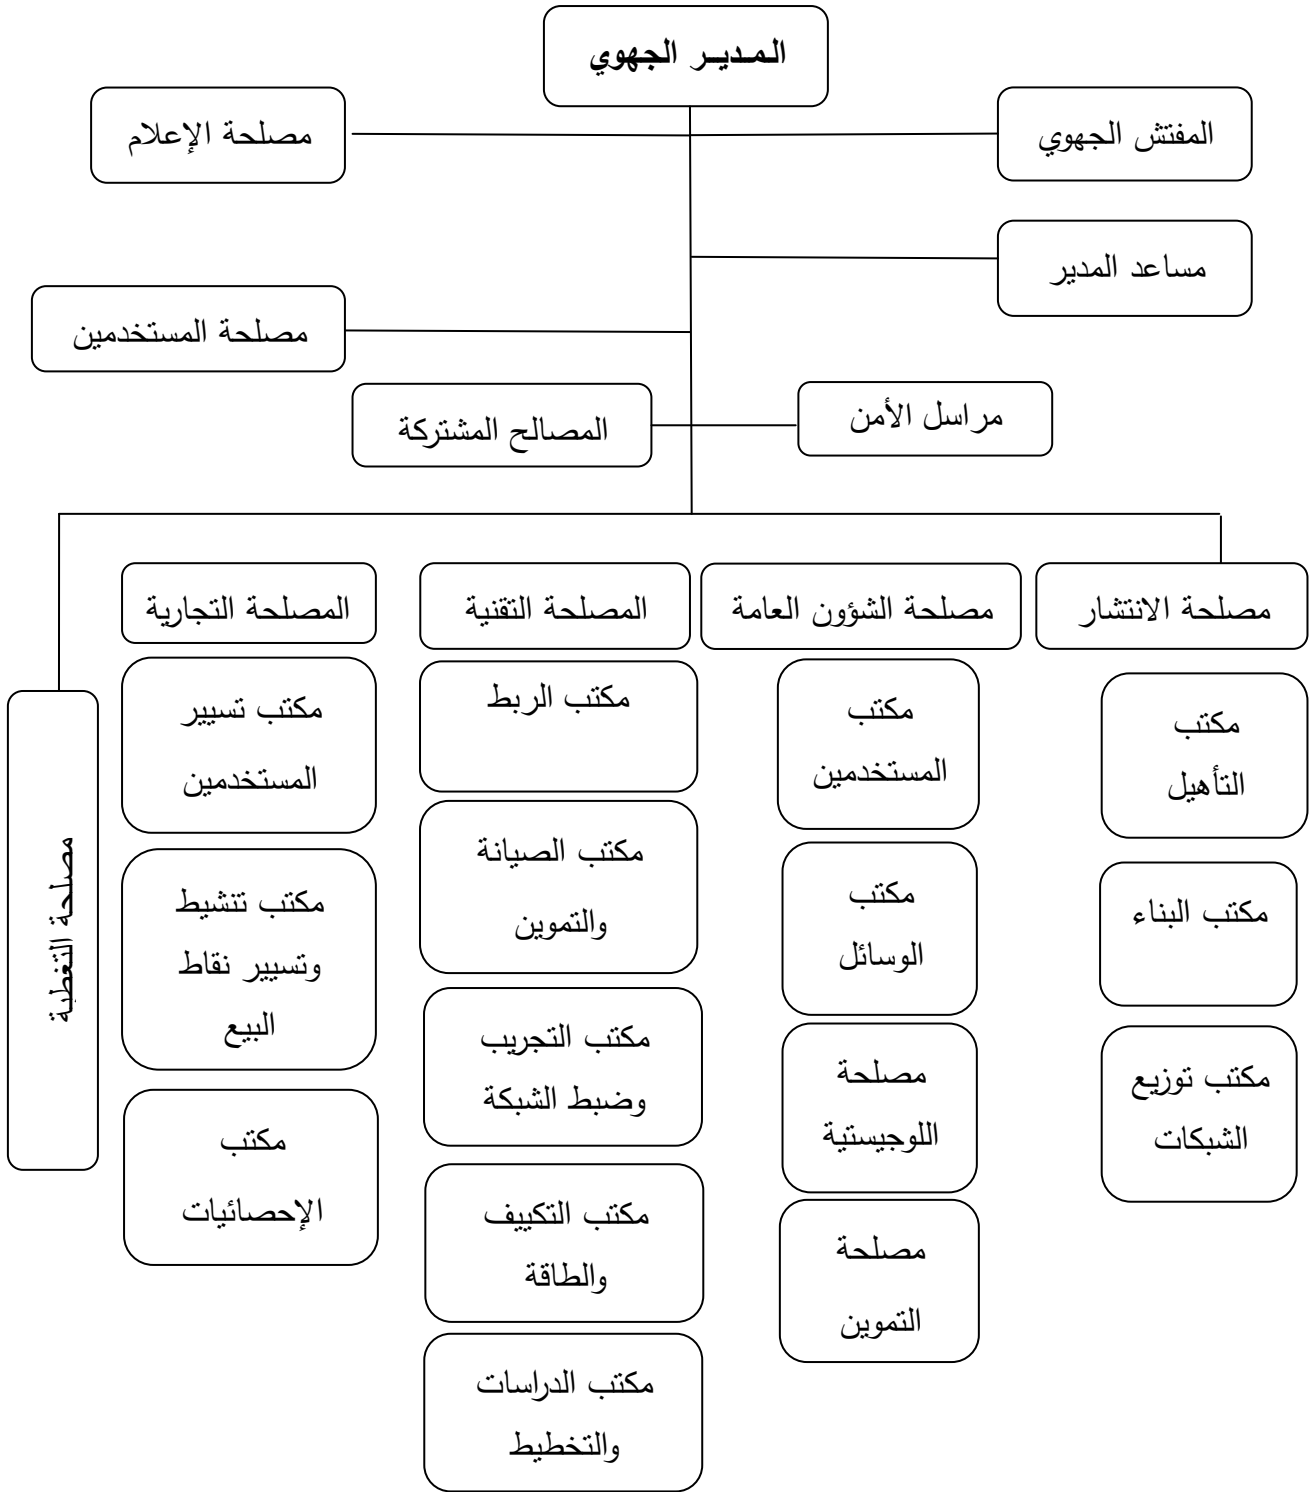 المـديـر الجهوي
المفتش الجهوي
مصلحة الإعلام
مساعد المدير
مصلحة المستخدمين
مراسل الأمن
المصالح المشتركة
مصلحة الانتشار
مصلحة الشؤون العامة
المصلحة التقنية
المصلحة التجارية
مصلحة التغطية
مكتب
التأهيل
مكتب البناء
مكتب توزيع
الشبكات
مكتب
المستخدمين
مكتب
الوسائل
مصلحة
اللوجيستية
مصلحة
التموين
مكتب الربط
مكتب الصيانة
والتموين
مكتب التجريب
وضبط الشبكة
مكتب التكييف
والطاقة
مكتب الدراسات
والتخطيط
مكتب تسيير
المستخدمين
مكتب تنشيط
وتسيير نقاط
البيع
مكتب
الإحصائيات